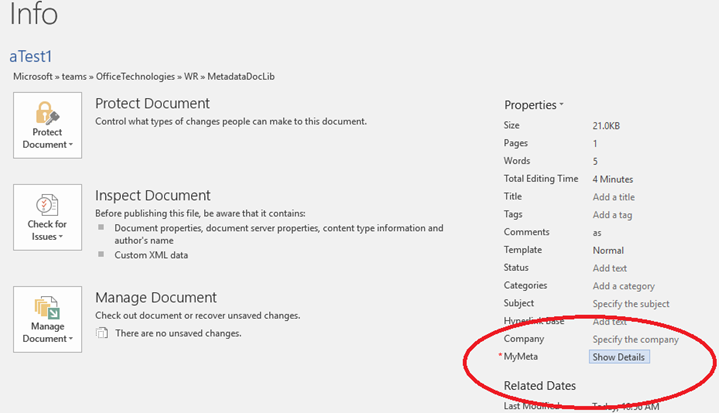 Info
aTest1
Microsoft » teams » OfficeTechnologies » WR » MetadataDocLib
Protect Document
Protect Document
Control what types of changes people can make to this document.
Check for Issues
Inspect Document
Before publishing this file, be aware that it contains:
Document properties, document server properties, content type information and
author's name
Custom XML data
Manage Document
Manage Document
Check out document or recover unsaved changes.
There are no unsaved changes.
Properties
Size 21.0KB
Pages 1
Words 5
Total Editing Time 4 Minutes
Title Add a title
Tags Add a tag
Comments as
Template Normal
Status Add text
Categories Add a category
Subject Specify the subject
Hyperlink Base Add text
Company Specify the company
* MyMeta Show Details
Related Dates
Last Modified Today, 10:50 AM